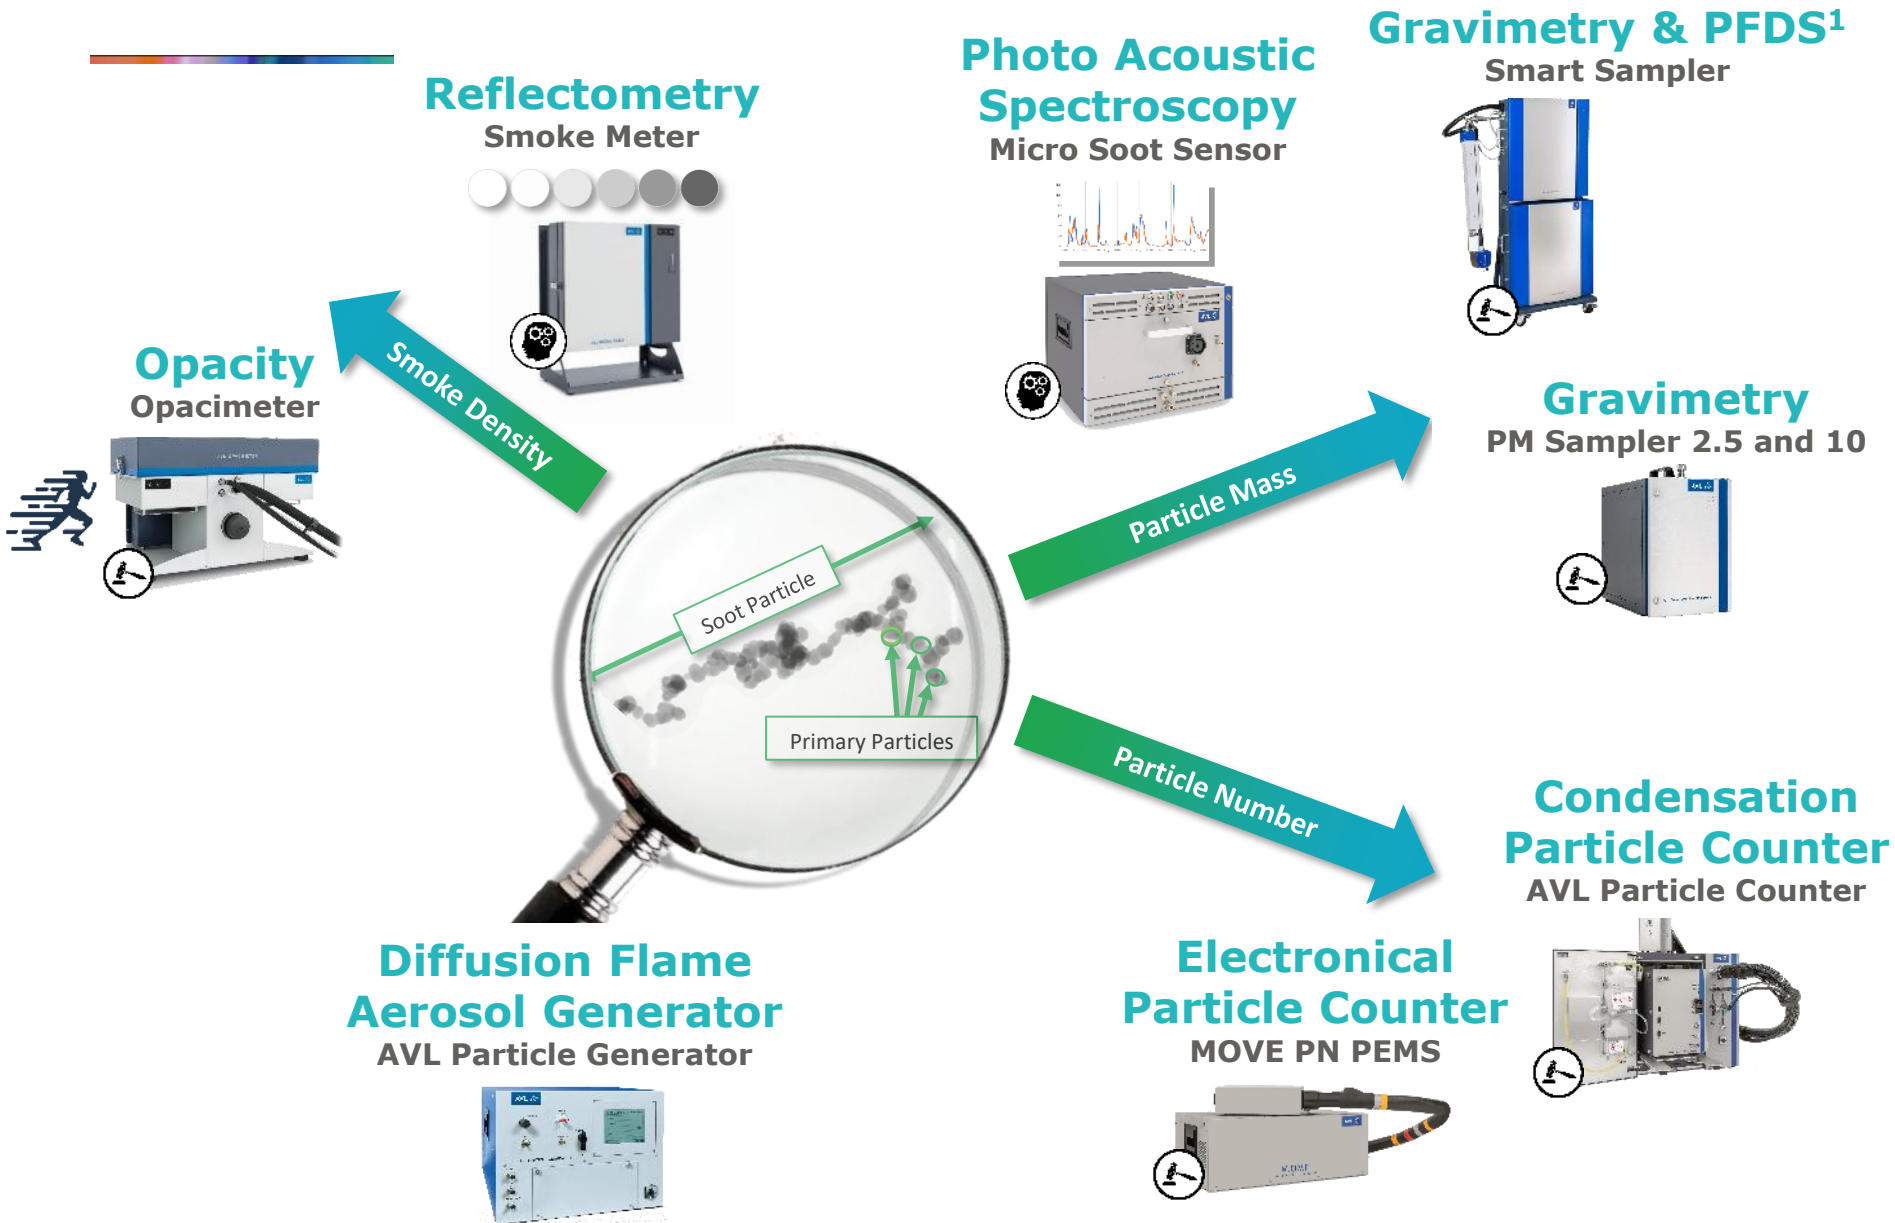 Gravimetry & PFDS¹
Smart Sampler
Photo Acoustic
Spectroscopy
Micro Soot Sensor
Reflectometry
Smoke Meter
Opacity
Opacimeter
Smoke Density
Gravimetry
PM Sampler 2.5 and 10
Particle Mass
Soot Particle
Primary Particles
Particle Number
Condensation
Particle Counter
AVL Particle Counter
Electronical
Particle Counter
MOVE PN PEMS
Diffusion Flame
Aerosol Generator
AVL Particle Generator